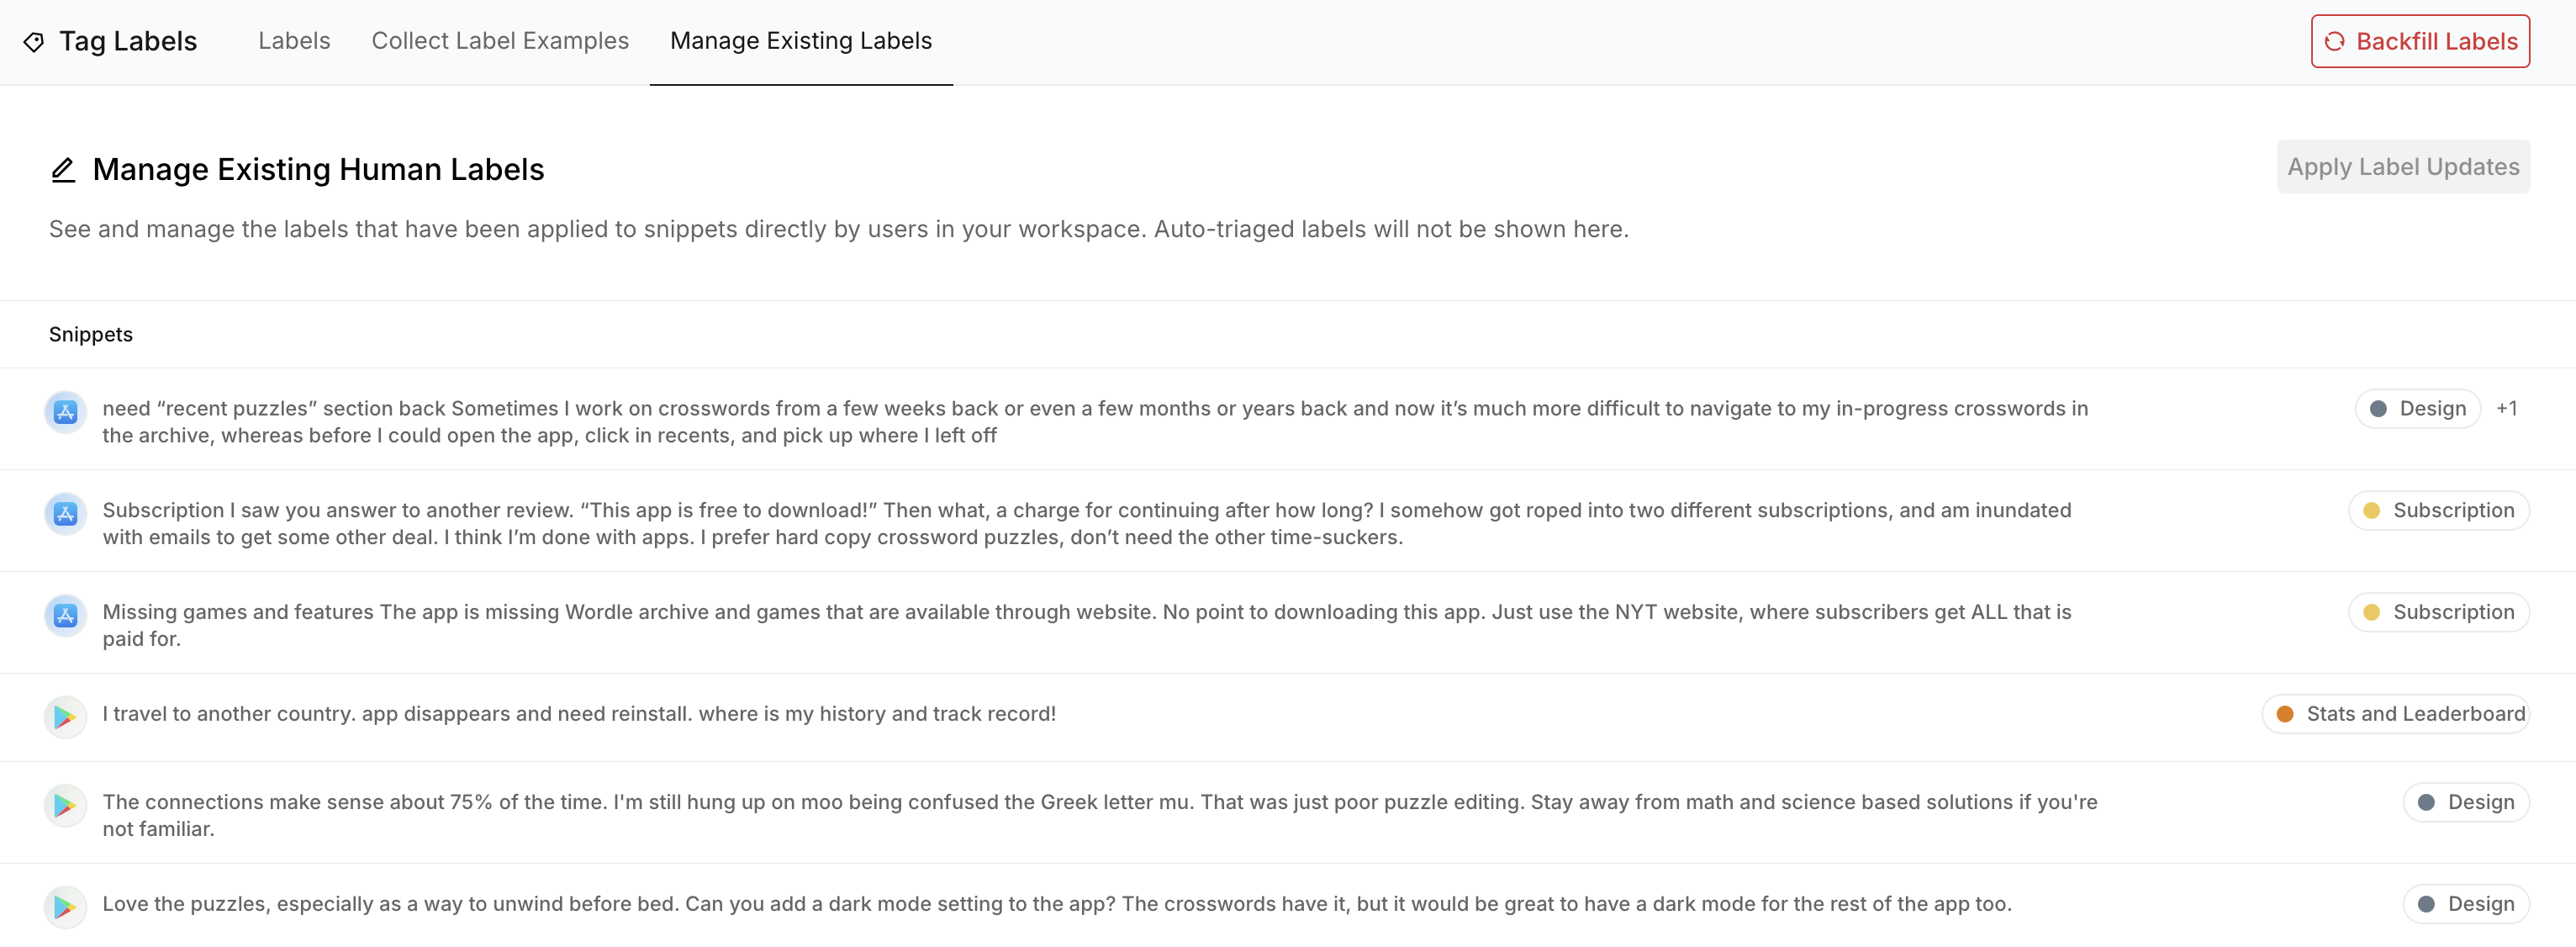 Tag Labels
Labels
Collect Label Examples
Manage Existing Labels
Backfill Labels
Manage Existing Human Labels
Apply Label Updates
See and manage the labels that have been applied to snippets directly by users in your workspace. Auto-triaged labels will not be shown here.
Snippets
need “recent puzzles” section back Sometimes I work on crosswords from a few weeks back or even a few months or years back and now it’s much more difficult to navigate to my in-progress crosswords in
the archive, whereas before I could open the app, click in recents, and pick up where I left off
Design +1
Subscription I saw you answer to another review. “This app is free to download!” Then what, a charge for continuing after how long? I somehow got roped into two different subscriptions, and am inundated
with emails to get some other deal. I think I’m done with apps. I prefer hard copy crossword puzzles, don’t need the other time-suckers.
Subscription
Missing games and features The app is missing Wordle archive and games that are available through website. No point to downloading this app. Just use the NYT website, where subscribers get ALL that is
paid for.
Subscription
I travel to another country. app disappears and need reinstall. where is my history and track record!
Stats and Leaderboard
The connections make sense about 75% of the time. I'm still hung up on moo being confused the Greek letter mu. That was just poor puzzle editing. Stay away from math and science based solutions if you're
not familiar.
Design
Love the puzzles, especially as a way to unwind before bed. Can you add a dark mode setting to the app? The crosswords have it, but it would be great to have a dark mode for the rest of the app too.
Design